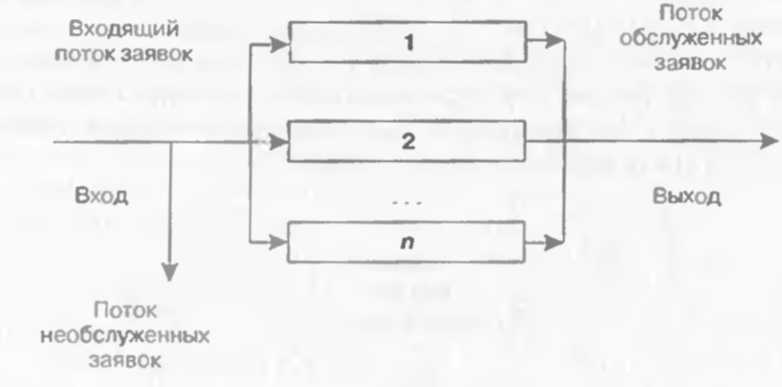 Входящий
поток заявок
1
Поток
обслуженных
заявок
2
Вход
...
Выход
n
Поток
необслуженных
заявок